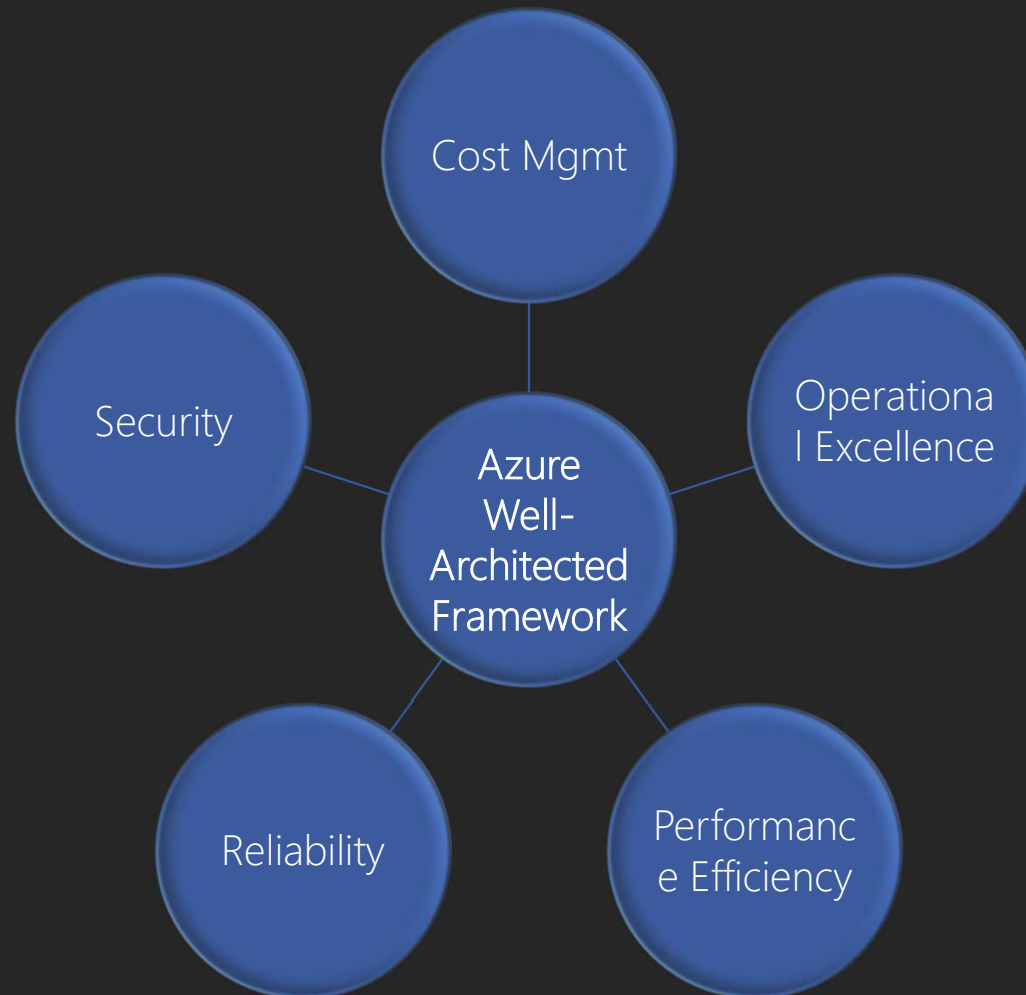 Cost Mgmt
Operationa
l Excellence
Security
Azure
Well-
Architected
Framework
Reliability
Performanc
e Efficiency